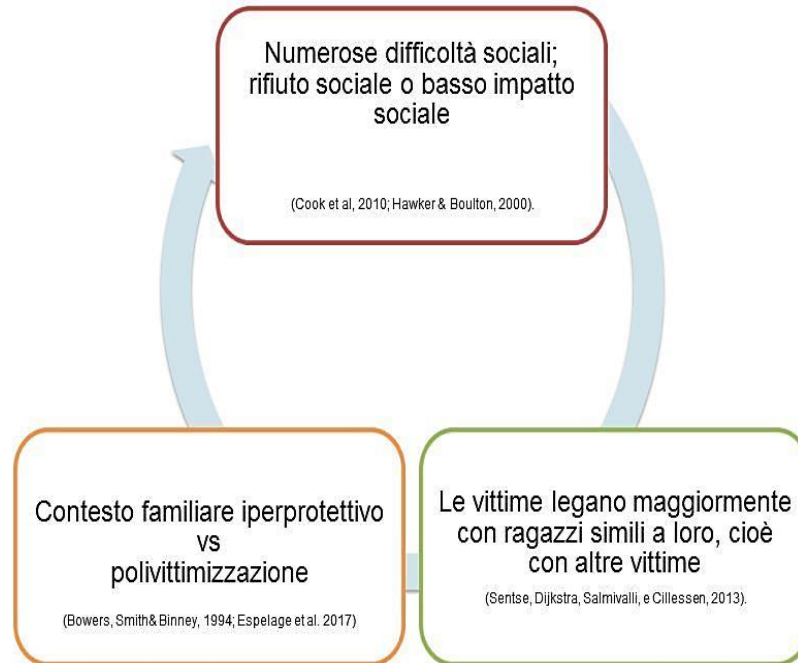 Numerose difficoltà sociali;
rifiuto sociale o basso impatto
sociale
(Cook et al, 2010; Hawker & Boulton, 2000).
Contesto familiare iperprotettivo
vs
polivittimizzazione
(Bowers, Smith& Binney, 1994; Espelage et al. 2017)
Le vittime legano maggiormente
con ragazzi simili a loro, cioè
con altre vittime
(Sentse, Dijkstra, Salmivalli, e Cillessen, 2013).